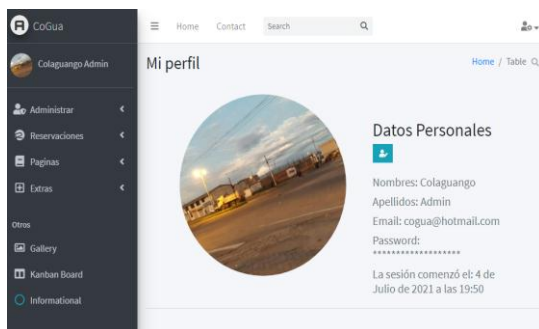 CoGua
Home Contact Search
Colaguango Admin
Mi perfil
Home / Table
Administrar
Reservaciones
Paginas
Extras
Otros
Gallery
Kanban Board
Informational
Datos Personales
Nombres: Colaguango
Apellidos: Admin
Email: cogua@hotmail.com
Password:
*******************
La sesión comenzó el: 4 de
Julio de 2021 a las 19:50